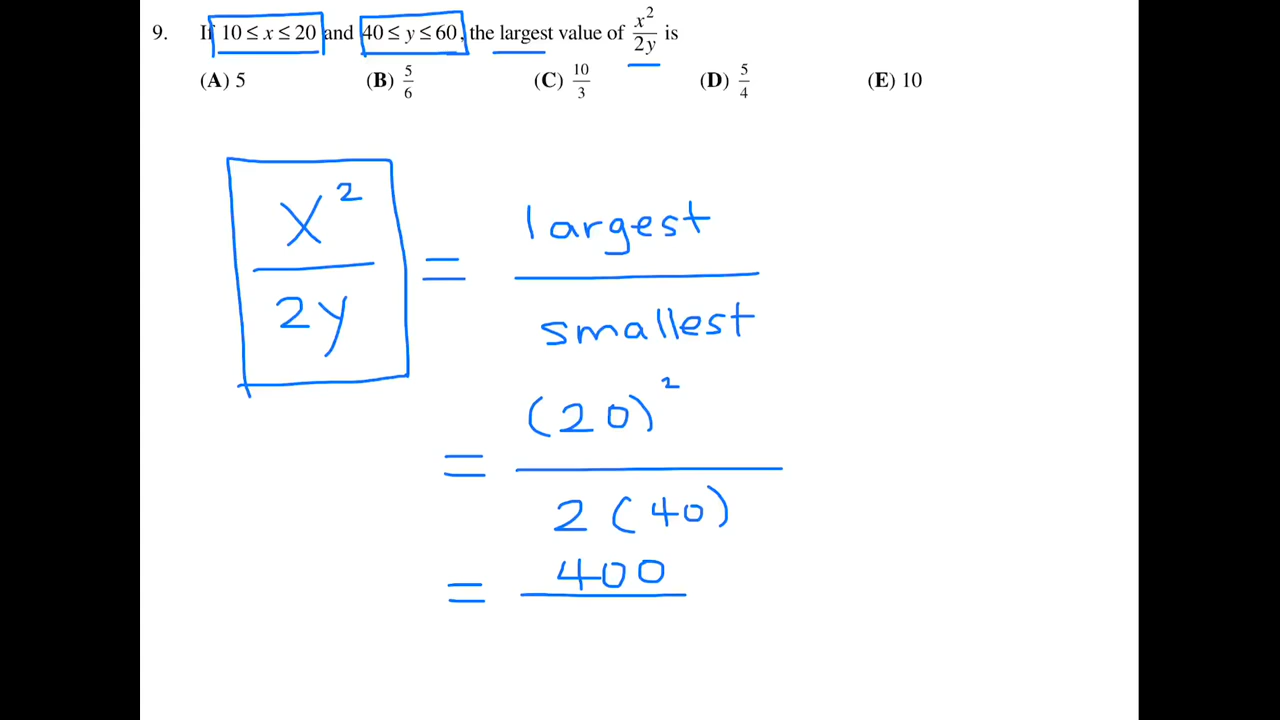 9. If 10 ≤ x ≤ 20 and 40 ≤ y ≤ 60, the largest value of x²/2y is
(A) 5 (B) 5/6 (C) 10/3 (D) 5/4 (E) 10
x²/2y = largest/smallest
= (20)²/2(40)
= 400